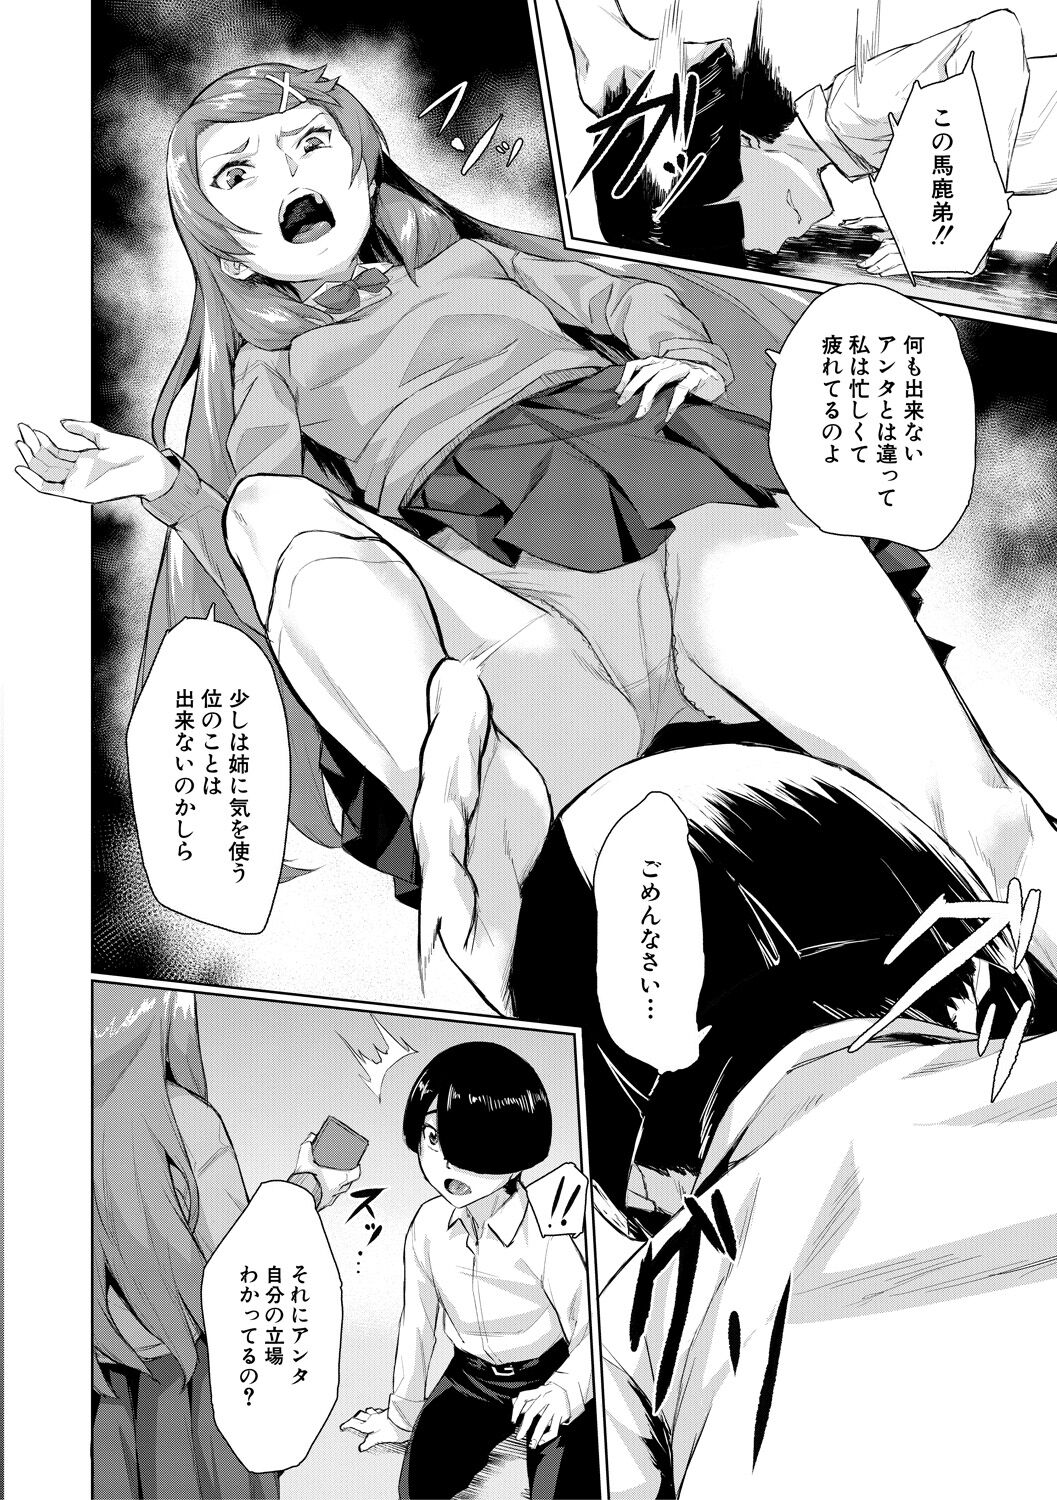 この馬鹿弟!!
ガッ
何も出来ない
アンタとは違って
私は忙しくて
疲れてるのよ
少しは姉に気を使う
位のことは
出来ないのかしら
ごめんなさい…
!!
スッ…
それにアンタ
自分の立場
わかってるの?